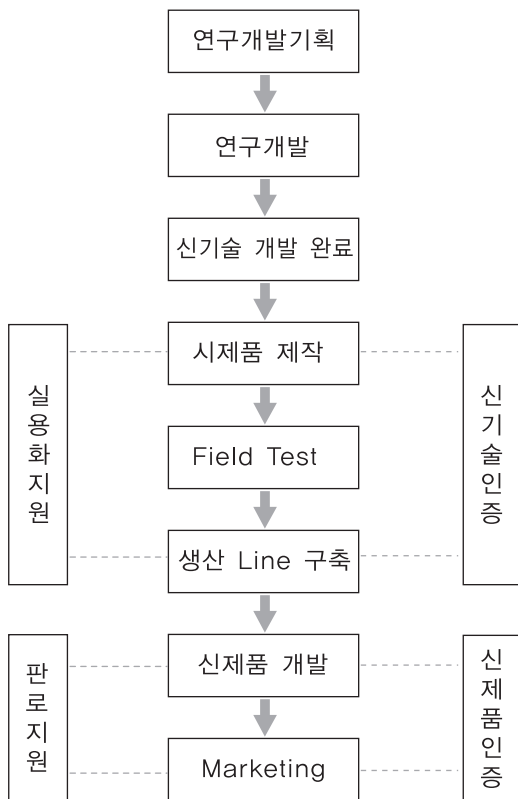 연구개발기획
연구개발
신기술 개발 완료
시제품 제작
실용화지원
신기술인증
Field Test
생산 Line 구축
신제품 개발
판로지원
신제품인증
Marketing